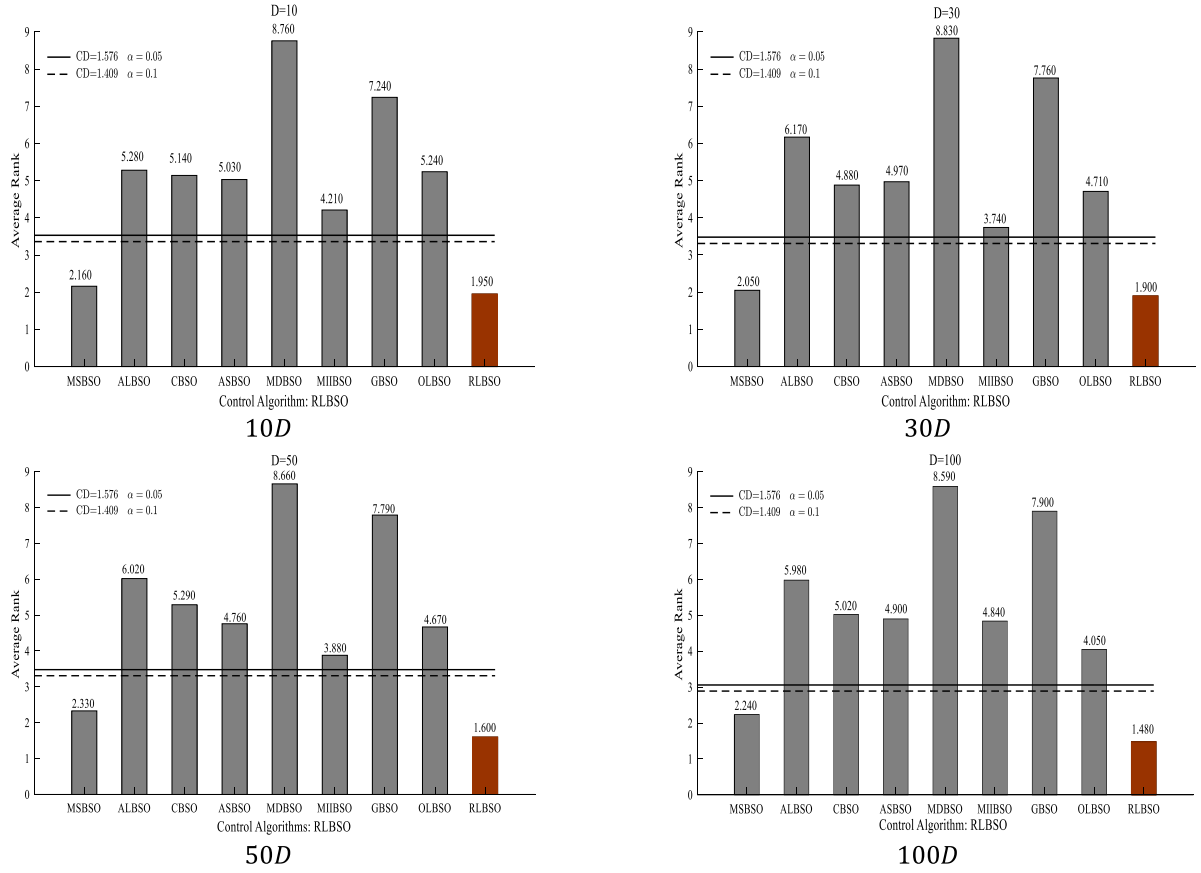 D=10
CD=1.576 α = 0.05
CD=1.409 α = 0.1
Average Rank
9
8
7
6
5
4
3
2
1
0
2.160
5.280
5.140
5.030
8.760
4.210
7.240
5.240
1.950
MSBSO ALBSO CBSO ASBSO MDBSO MIIBSO GBSO OLBSO RLBSO
Control Algorithm: RLBSO
10D
D=30
CD=1.576 α = 0.05
CD=1.409 α = 0.1
Average Rank
9
8
7
6
5
4
3
2
1
0
2.050
6.170
4.880
4.970
8.830
3.740
7.760
4.710
1.900
MSBSO ALBSO CBSO ASBSO MDBSO MIIBSO GBSO OLBSO RLBSO
Control Algorithm: RLBSO
30D
D=50
CD=1.576 α = 0.05
CD=1.409 α = 0.1
Average Rank
9
8
7
6
5
4
3
2
1
0
2.330
6.020
5.290
4.760
8.660
3.880
7.790
4.670
1.600
MSBSO ALBSO CBSO ASBSO MDBSO MIIBSO GBSO OLBSO RLBSO
Control Algorithms: RLBSO
50D
D=100
CD=1.576 α = 0.05
CD=1.409 α = 0.1
Average Rank
9
8
7
6
5
4
3
2
1
0
2.240
5.980
5.020
4.900
8.590
4.840
7.900
4.050
1.480
MSBSO ALBSO CBSO ASBSO MDBSO MIIBSO GBSO OLBSO RLBSO
Control Algorithm: RLBSO
100D